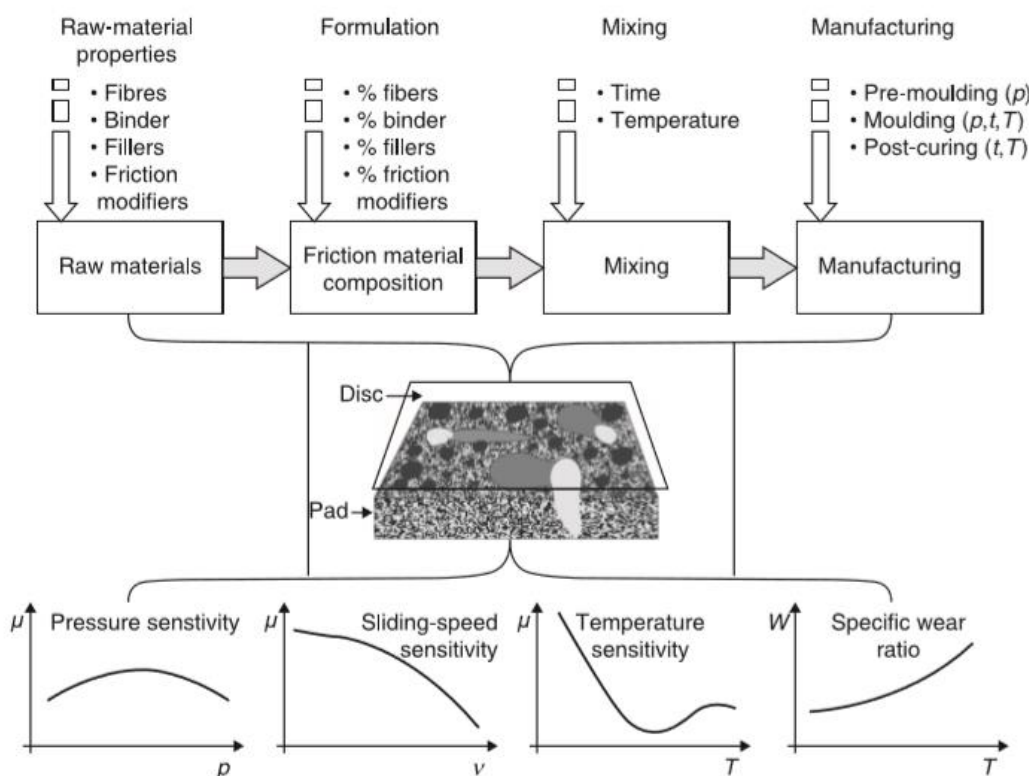 Raw-material
properties
• Fibres
• Binder
• Fillers
• Friction
modifiers
Formulation
• % fibers
• % binder
• % fillers
• % friction
modifiers
Mixing
• Time
• Temperature
Manufacturing
• Pre-moulding (p)
• Moulding (p,t,T)
• Post-curing (t,T)
Raw materials
Friction material
composition
Mixing
Manufacturing
Disc
Pad
μ
Pressure senstivity
p
μ
Sliding-speed
sensitivity
v
μ
Temperature
sensitivity
T
W
Specific wear
ratio
T